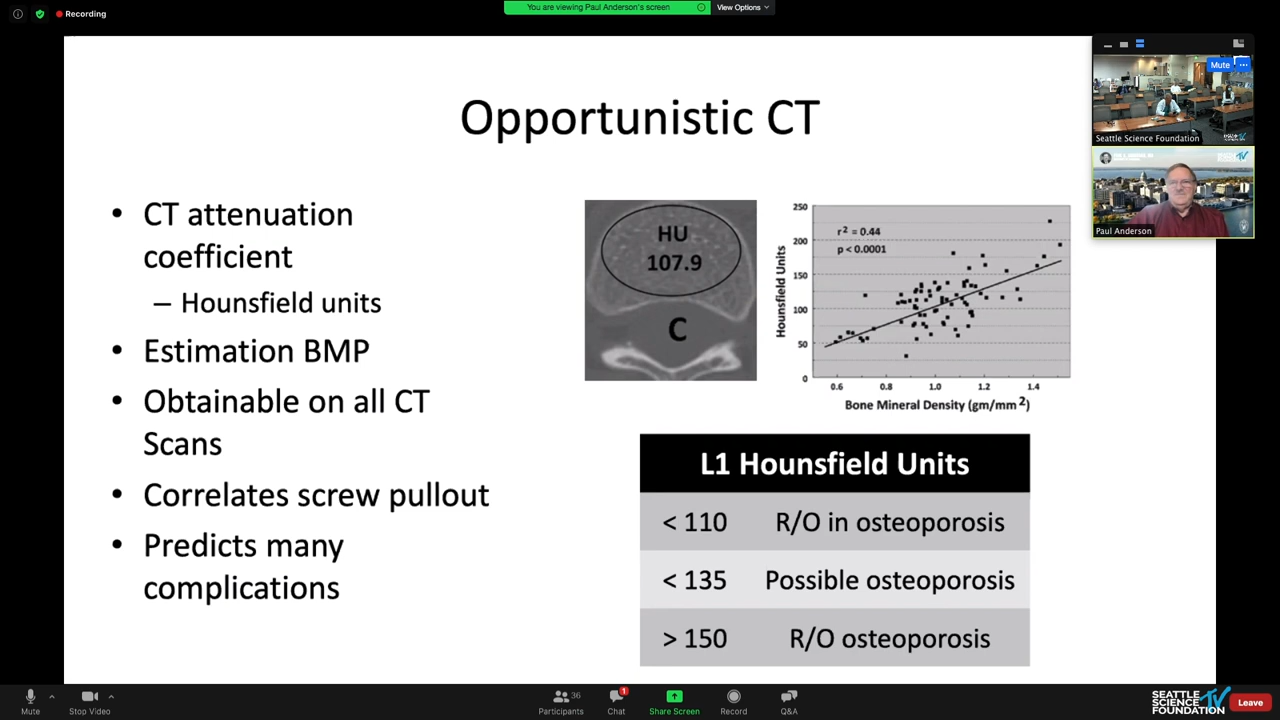 Recording
You are viewing Paul Anderson's screen
View Options
Opportunistic CT
• CT attenuation
coefficient
– Hounsfield units
• Estimation BMP
• Obtainable on all CT
Scans
• Correlates screw pullout
• Predicts many
complications
HU
107.9
C
250
200
150
100
50
0
Hounsfield Units
r² = 0.44
p < 0.0001
0.6 0.8 1.0 1.2 1.4
Bone Mineral Density (gm/mm²)
L1 Hounsfield Units
< 110 R/O in osteoporosis
< 135 Possible osteoporosis
> 150 R/O osteoporosis
Mute ...
Seattle Science Foundation
Paul Anderson
Mute
Stop Video
Participants 36
Chat 1
Share Screen
Record
Q&A
SEATTLE
SCIENCE TV
FOUNDATION
Leave